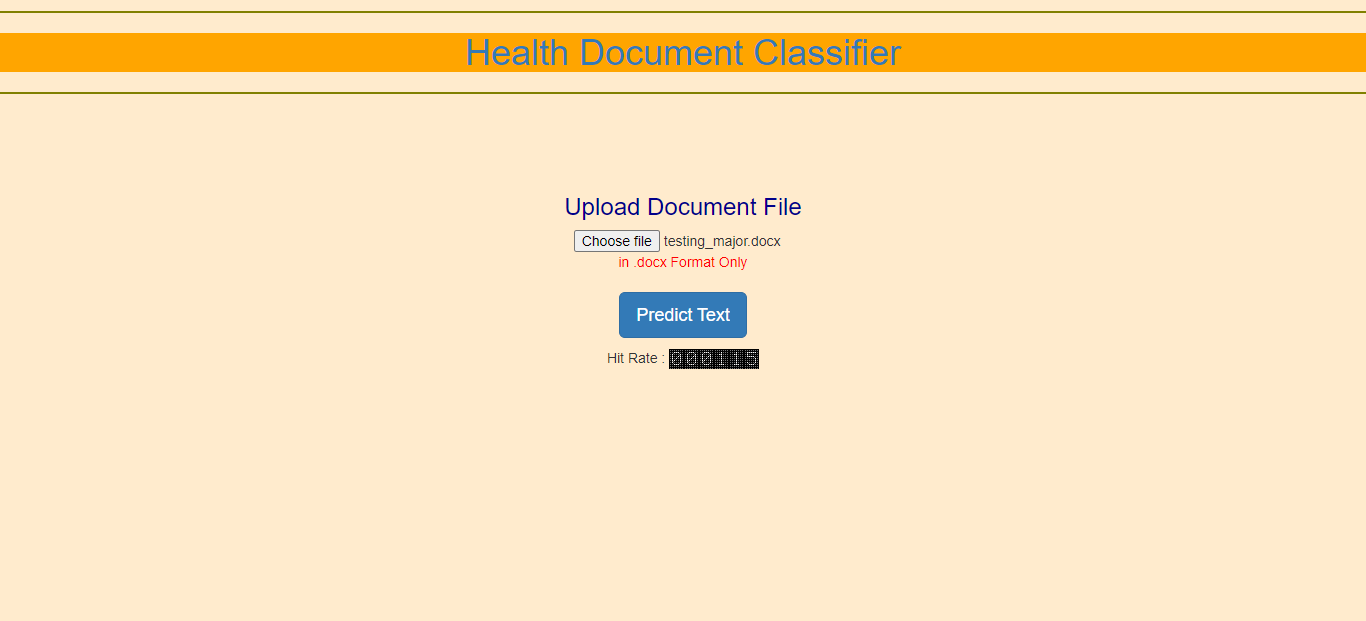 Health Document Classifier
Upload Document File
Choose file testing_major.docx
in .docx Format Only
Predict Text
Hit Rate : 000115